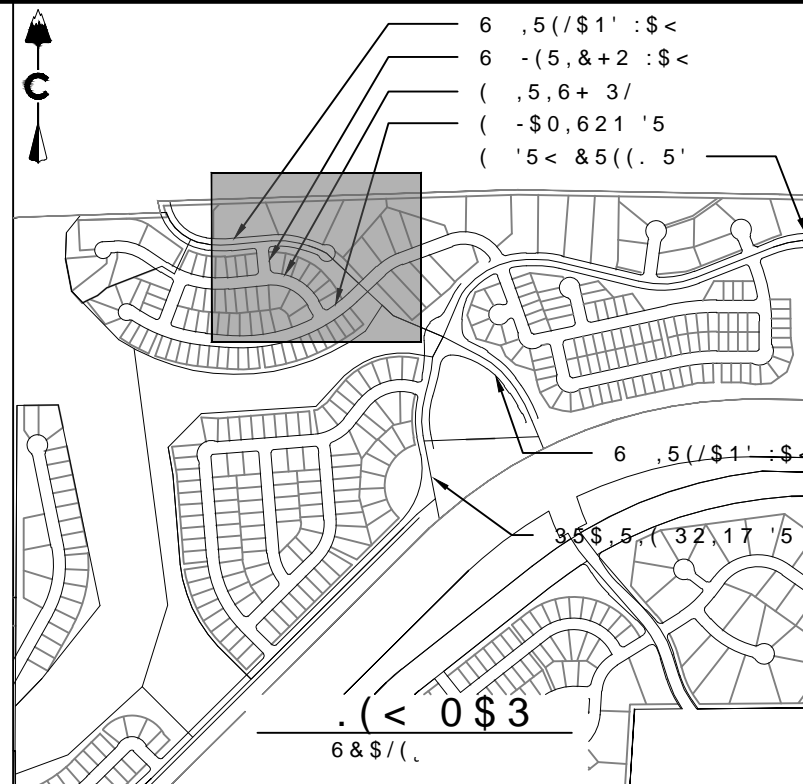 6 ,5(/$1' :$<
6 -(5,&+2 :$<
( ,5,6+ 3/
( -$0,621 '5
( '5< &5((. 5'
6 ,5(/$1' :$<
35$,5,( 32,17 '5
.(< 0$3
6&$/(